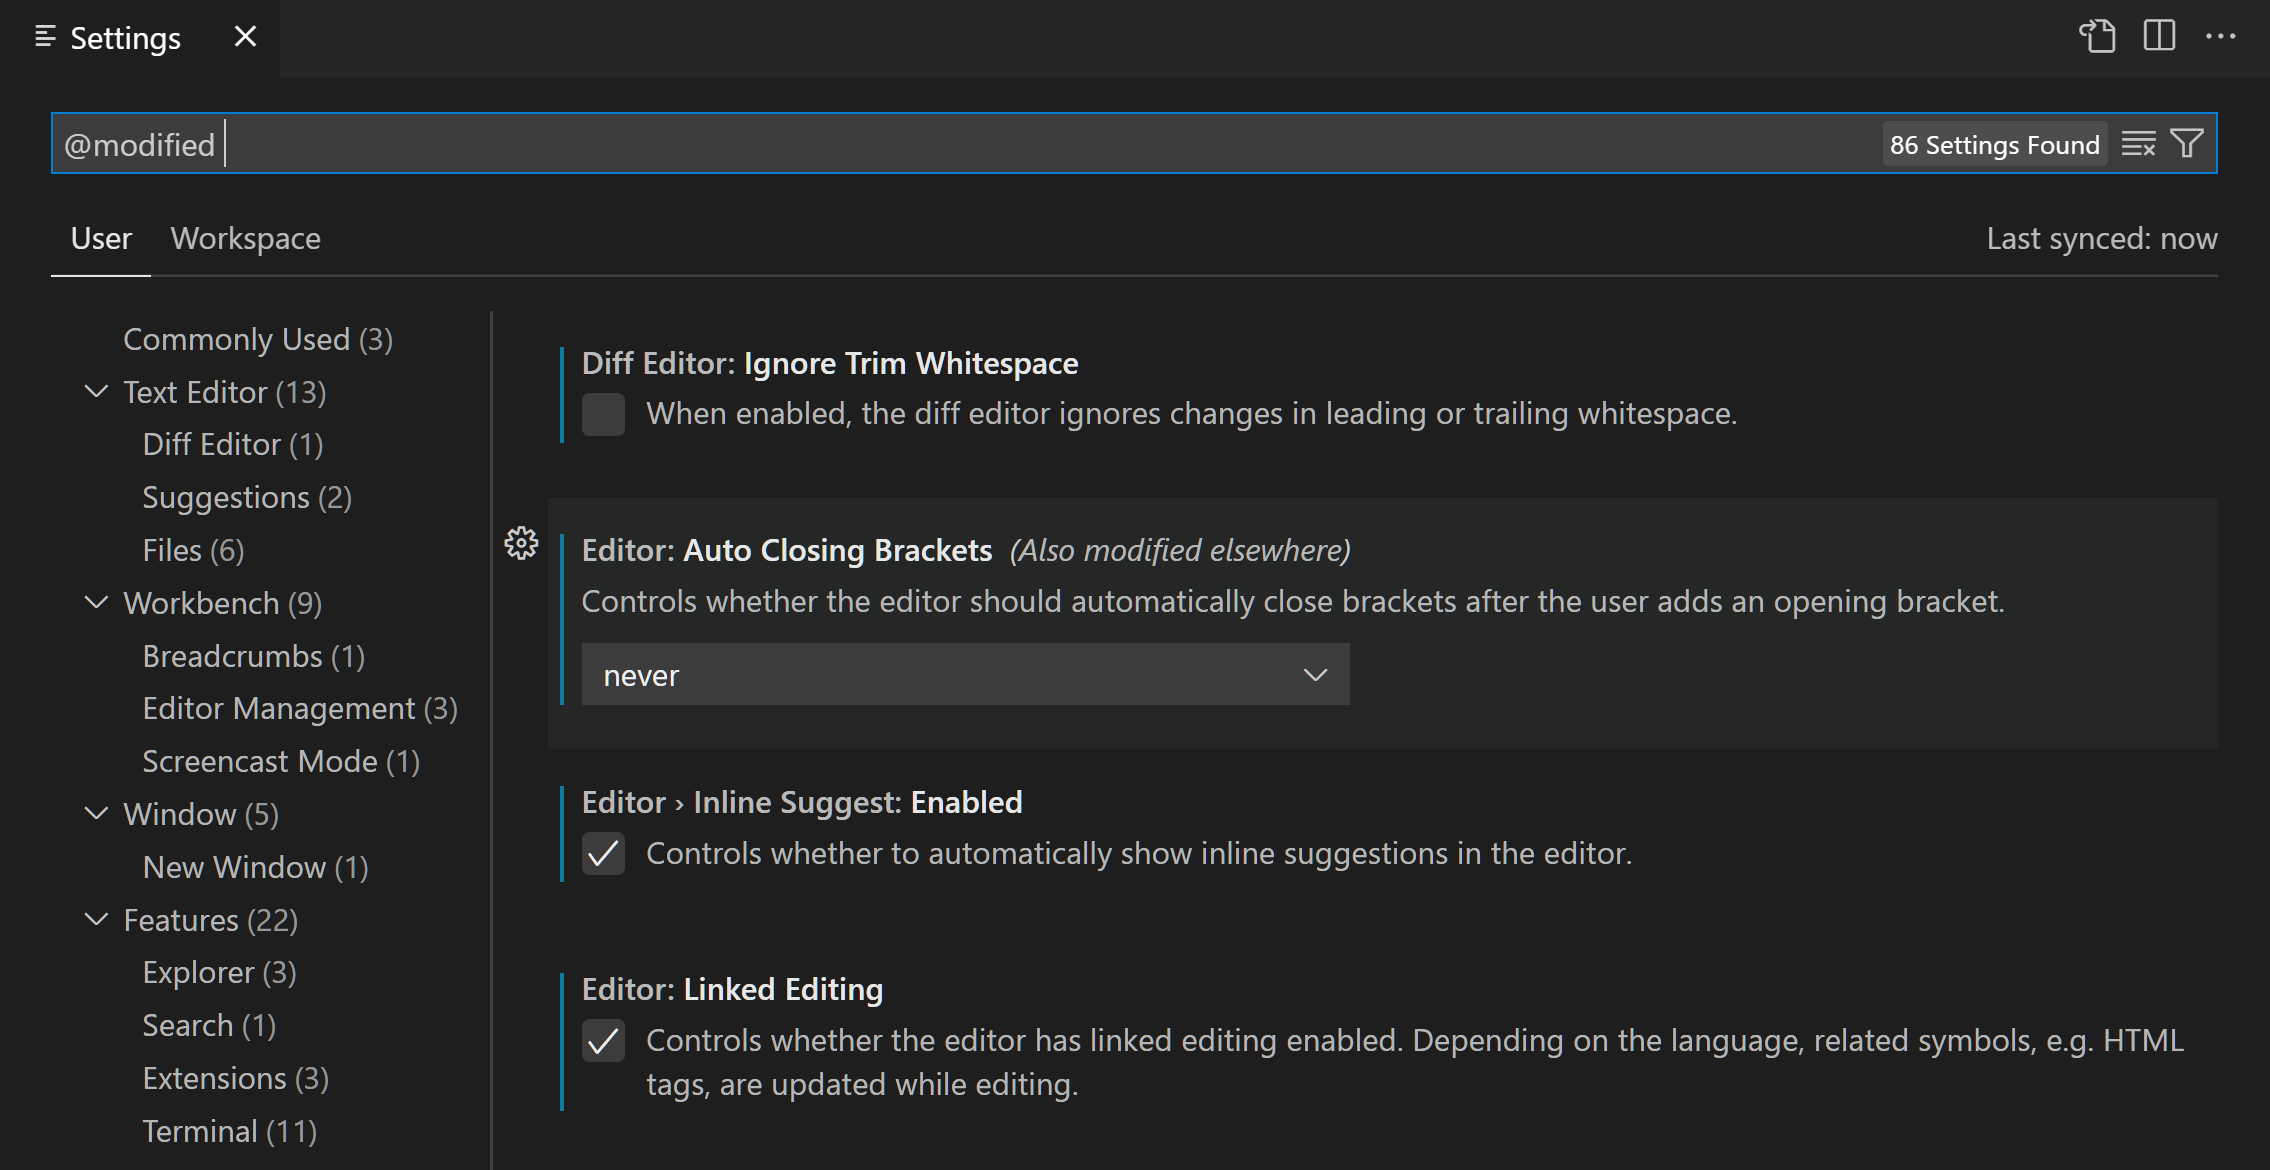 Settings
@modified
86 Settings Found
User
Workspace
Last synced: now
Commonly Used (3)
Text Editor (13)
Diff Editor (1)
Suggestions (2)
Files (6)
Workbench (9)
Breadcrumbs (1)
Editor Management (3)
Screencast Mode (1)
Window (5)
New Window (1)
Features (22)
Explorer (3)
Search (1)
Extensions (3)
Terminal (11)
Diff Editor: Ignore Trim Whitespace
When enabled, the diff editor ignores changes in leading or trailing whitespace.
Editor: Auto Closing Brackets (Also modified elsewhere)
Controls whether the editor should automatically close brackets after the user adds an opening bracket.
never
Editor › Inline Suggest: Enabled
Controls whether to automatically show inline suggestions in the editor.
Editor: Linked Editing
Controls whether the editor has linked editing enabled. Depending on the language, related symbols, e.g. HTML
tags, are updated while editing.